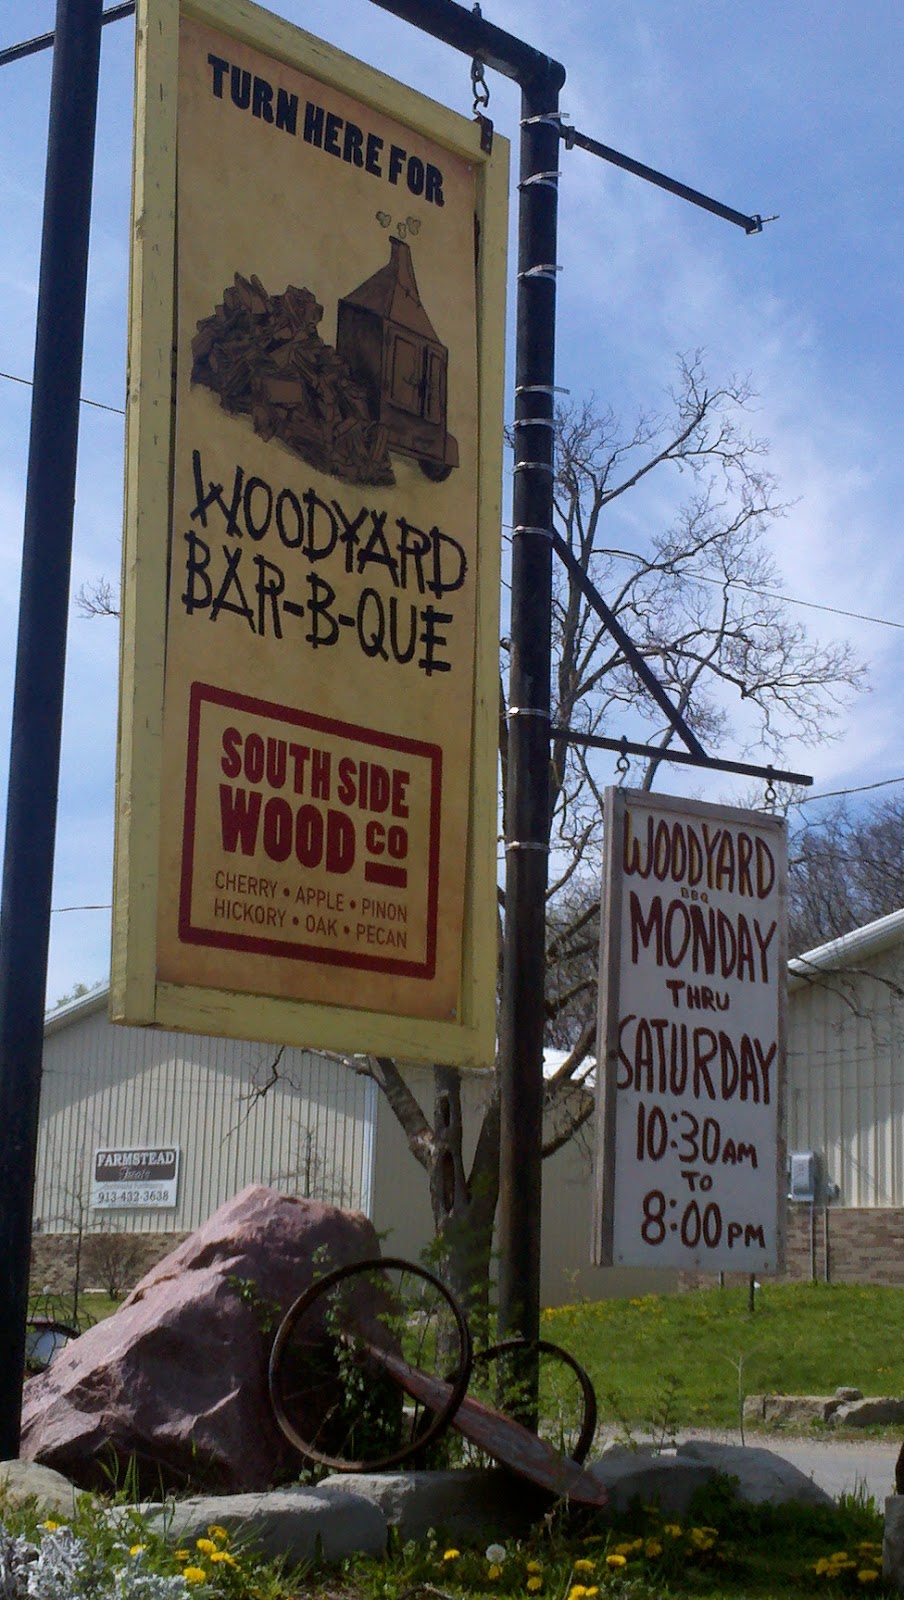 TURN HERE FOR
WOODYARD
BAR-B-QUE
SOUTH SIDE
WOOD CO
CHERRY • APPLE • PINON
HICKORY • OAK • PECAN
WOODYARD
BBQ
MONDAY
THRU
SATURDAY
10:30 AM
TO
8:00 PM
FARMSTEAD
913-432-3638